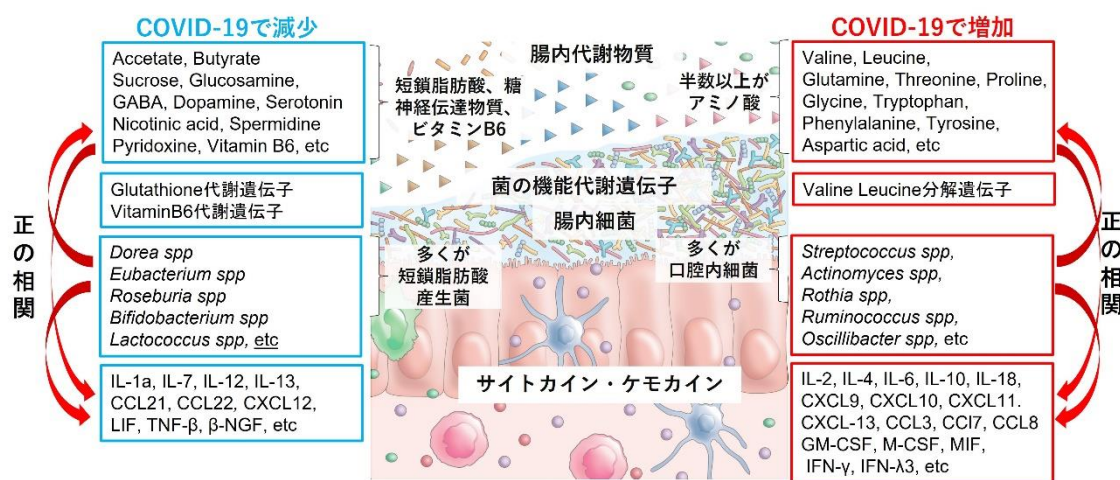 COVID-19で減少
Accetate, Butyrate
Sucrose, Glucosamine,
GABA, Dopamine, Serotonin
Nicotinic acid, Spermidine
Pyridoxine, Vitamin B6, etc
Glutathione代謝遺伝子
VitaminB6代謝遺伝子
Dorea spp
Eubacterium spp
Roseburia spp
Bifidobacterium spp
Lactococcus spp, etc
IL-1a, IL-7, IL-12, IL-13,
CCL21, CCL22, CXCL12,
LIF, TNF-β, β-NGF, etc
正の相関
腸内代謝物質
短鎖脂肪酸、糖
神経伝達物質、
ビタミンB6
半数以上が
アミノ酸
菌の機能代謝遺伝子
腸内細菌
多くが
短鎖脂肪酸
産生菌
多くが
口腔内細菌
サイトカイン・ケモカイン
COVID-19で増加
Valine, Leucine,
Glutamine, Threonine, Proline,
Glycine, Tryptophan,
Phenylalanine, Tyrosine,
Aspartic acid, etc
Valine Leucine分解遺伝子
Streptococcus spp,
Actinomyces spp,
Rothia spp,
Ruminococcus spp,
Oscillibacter spp, etc
IL-2, IL-4, IL-6, IL-10, IL-18,
CXCL9, CXCL10, CXCL11.
CXCL-13, CCL3, CCl7, CCL8
GM-CSF, M-CSF, MIF,
IFN-γ, IFN-λ3, etc
正の相関